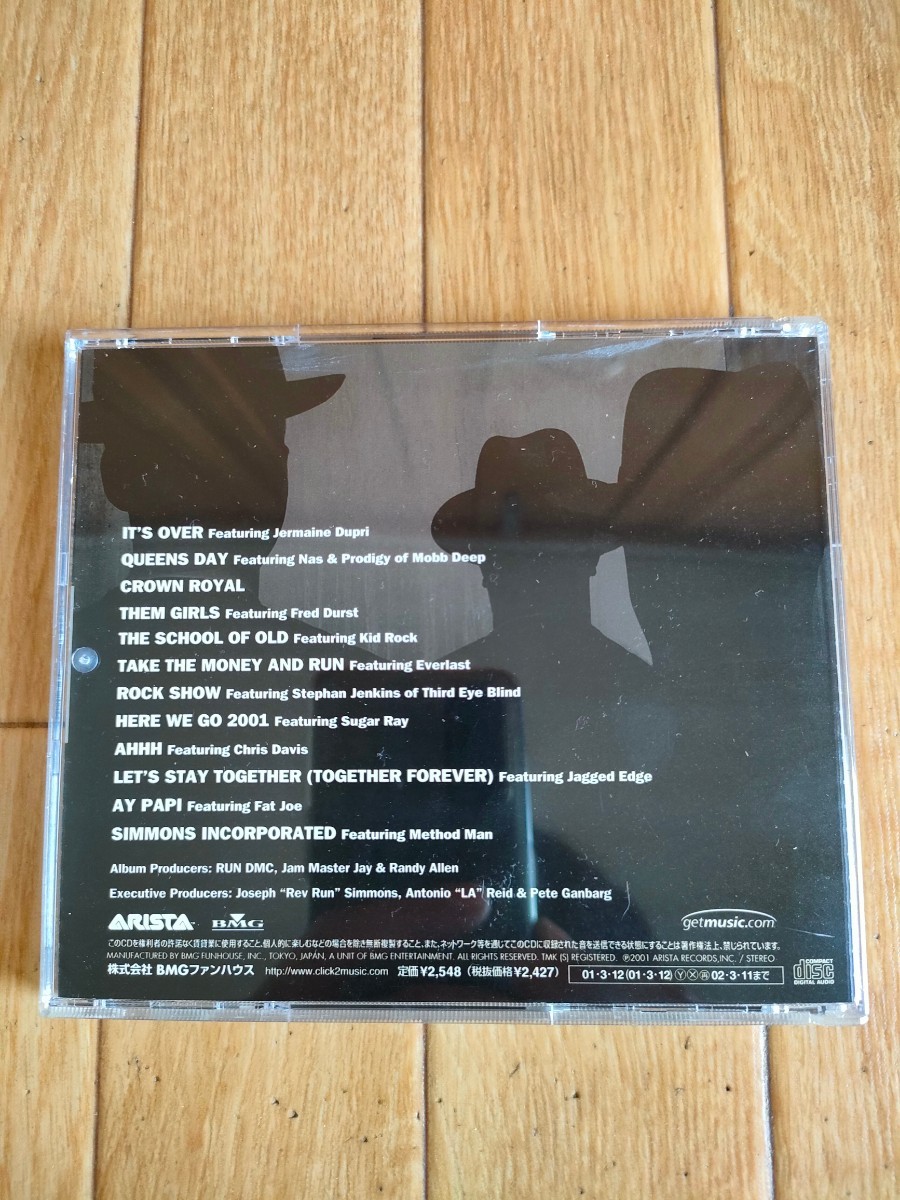 IT'S OVER Featuring Jermaine Dupri
QUEENS DAY Featuring Nas & Prodigy of Mobb Deep
CROWN ROYAL
THEM GIRLS Featuring Fred Durst
THE SCHOOL OF OLD Featuring Kid Rock
TAKE THE MONEY AND RUN Featuring Everlast
ROCK SHOW Featuring Stephan Jenkins of Third Eye Blind
HERE WE GO 2001 Featuring Sugar Ray
AHHH Featuring Chris Davis
LET'S STAY TOGETHER (TOGETHER FOREVER) Featuring Jagged Edge
AY PAPI Featuring Fat Joe
SIMMONS INCORPORATED Featuring Method Man
Album Producers: RUN DMC, Jam Master Jay & Randy Allen
Executive Producers: Joseph "Rev Run" Simmons, Antonio "LA" Reid & Pete Ganbarg
ARISTA BMG getmusic.com
このCDを権利者の許諾なく賃貸業に使用すること、個人的に楽しむなどの場合を除き無断複製すること、また、ネットワーク等を通じてこのCDに収録された音を送信できる状態にすることは著作権法上、禁じられています。
MANUFACTURED BY BMG FUNHOUSE, INC., TOKYO, JAPAN, A UNIT OF BMG ENTERTAINMENT. ALL RIGHTS RESERVED. TMK (S) REGISTERED. ℗2001 ARISTA RECORDS, INC. / STEREO
株式会社 BMGファンハウス http://www.click2music.com 定価¥2,548 (税抜価格¥2,427) 01·3·12 (01·3·12) Ⓨ Ⓧ 再 02·3·11まで COMPACT disc DIGITAL AUDIO